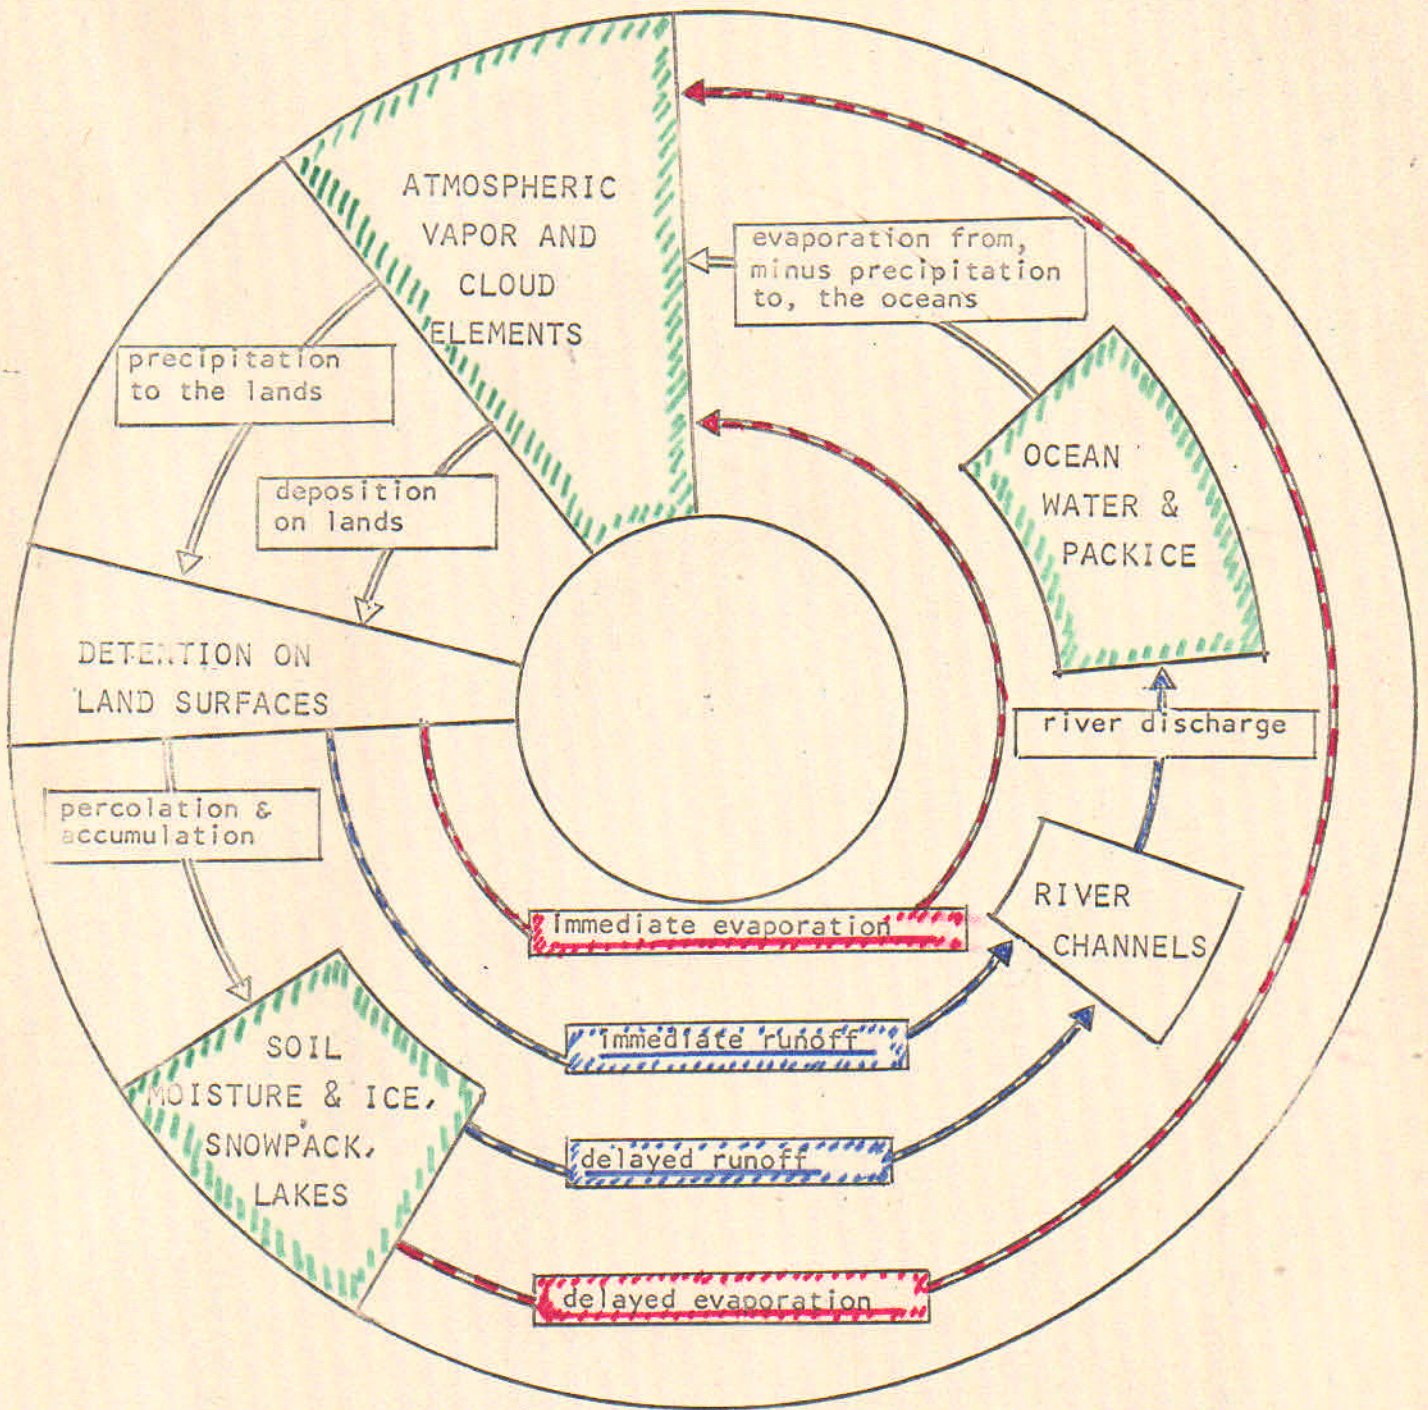 ATMOSPHERIC
VAPOR AND
CLOUD
ELEMENTS
evaporation from,
minus precipitation
to, the oceans
precipitation
to the lands
deposition
on lands
OCEAN
WATER &
PACKICE
DETENTION ON
LAND SURFACES
river discharge
percolation &
accumulation
RIVER
CHANNELS
immediate evaporation
immediate runoff
SOIL
MOISTURE & ICE,
SNOWPACK,
LAKES
delayed runoff
delayed evaporation